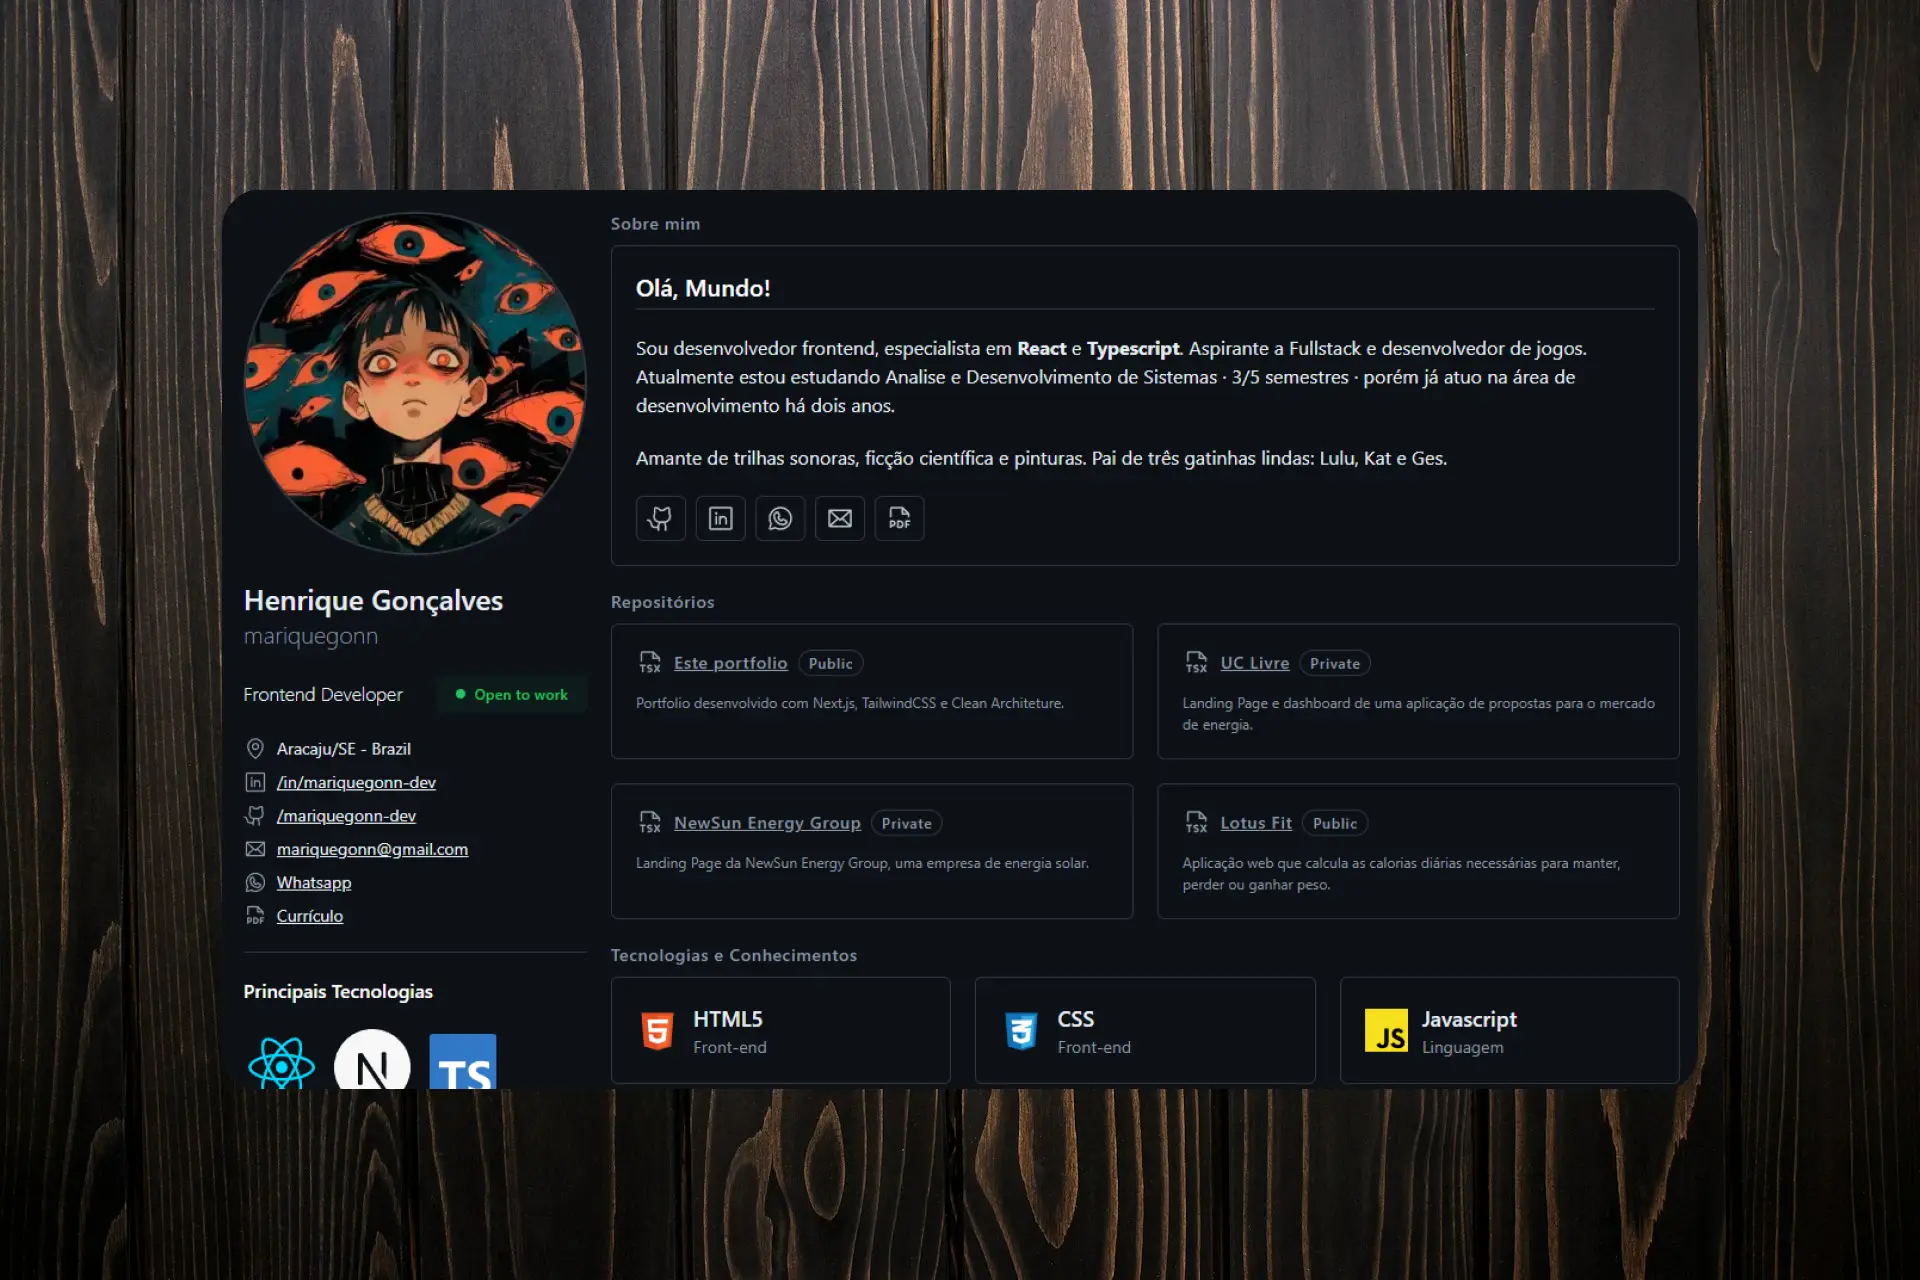 Henrique Gonçalves
mariquegonn
Frontend Developer
Open to work
Aracaju/SE - Brazil
/in/mariquegonn-dev
/mariquegonn-dev
mariquegonn@gmail.com
Whatsapp
PDF
Currículo
Principais Tecnologias
N
TS
Sobre mim
Olá, Mundo!
Sou desenvolvedor frontend, especialista em React e Typescript. Aspirante a Fullstack e desenvolvedor de jogos.
Atualmente estou estudando Analise e Desenvolvimento de Sistemas · 3/5 semestres · porém já atuo na área de
desenvolvimento há dois anos.
Amante de trilhas sonoras, ficção científica e pinturas. Pai de três gatinhas lindas: Lulu, Kat e Ges.
in
PDF
Repositórios
TSX Este portfolio Public
Portfolio desenvolvido com Next.js, TailwindCSS e Clean Architeture.
TSX UC Livre Private
Landing Page e dashboard de uma aplicação de propostas para o mercado
de energia.
TSX NewSun Energy Group Private
Landing Page da NewSun Energy Group, uma empresa de energia solar.
TSX Lotus Fit Public
Aplicação web que calcula as calorias diárias necessárias para manter,
perder ou ganhar peso.
Tecnologias e Conhecimentos
5 HTML5
Front-end
3 CSS
Front-end
JS Javascript
Linguagem